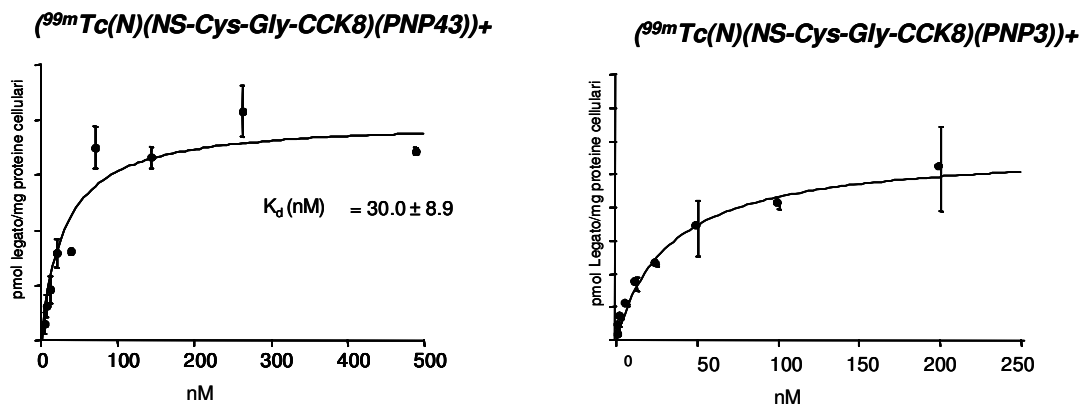 (99mTc(N)(NS-Cys-Gly-CCK8)(PNP43))+
pmol legato/mg proteine cellulari
Kd (nM) = 30.0 ± 8.9
0 100 200 300 400 500
nM
(99mTc(N)(NS-Cys-Gly-CCK8)(PNP3))+
pmol Legato/mg proteine cellulari
0 50 100 150 200 250
nM